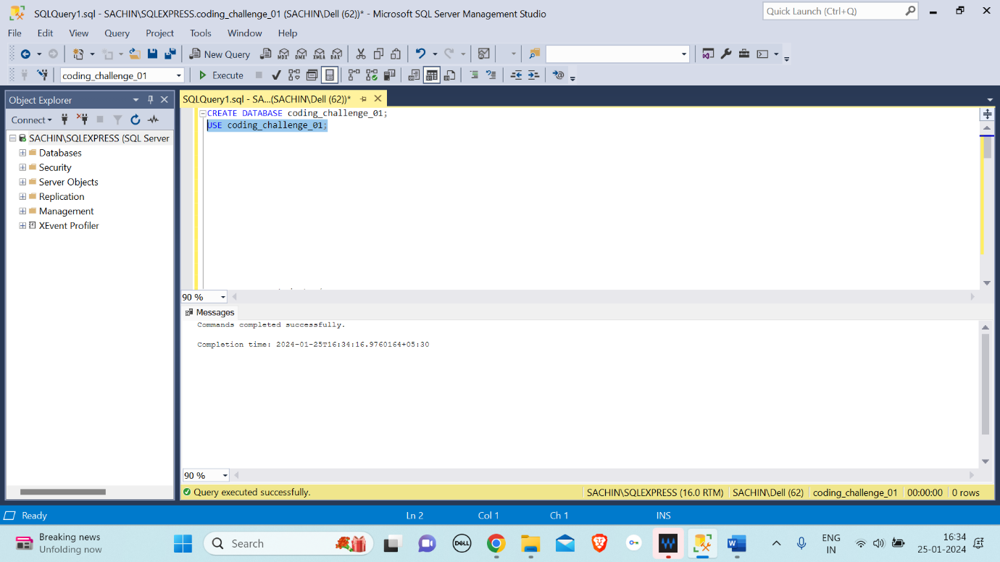 SQLQuery1.sql - SACHIN\SQLEXPRESS.coding_challenge_01 (SACHIN\Dell (62))* - Microsoft SQL Server Management Studio
Quick Launch (Ctrl+Q)
File Edit View Query Project Tools Window Help
New Query
MDX DMX XMLA DAX
coding_challenge_01
Execute
Object Explorer
Connect
SACHIN\SQLEXPRESS (SQL Server
Databases
Security
Server Objects
Replication
Management
XEvent Profiler
SQLQuery1.sql - SA...(SACHIN\Dell (62))*
CREATE DATABASE coding_challenge_01;
USE coding_challenge_01;
90 %
Messages
Commands completed successfully.
Completion time: 2024-01-25T16:34:16.9760164+05:30
90 %
Query executed successfully.
SACHIN\SQLEXPRESS (16.0 RTM)
SACHIN\Dell (62)
coding_challenge_01
00:00:00
0 rows
Ready
Ln 2
Col 1
Ch 1
INS
Breaking news
Unfolding now
Search
DELL
W
ENG
IN
16:34
25-01-2024